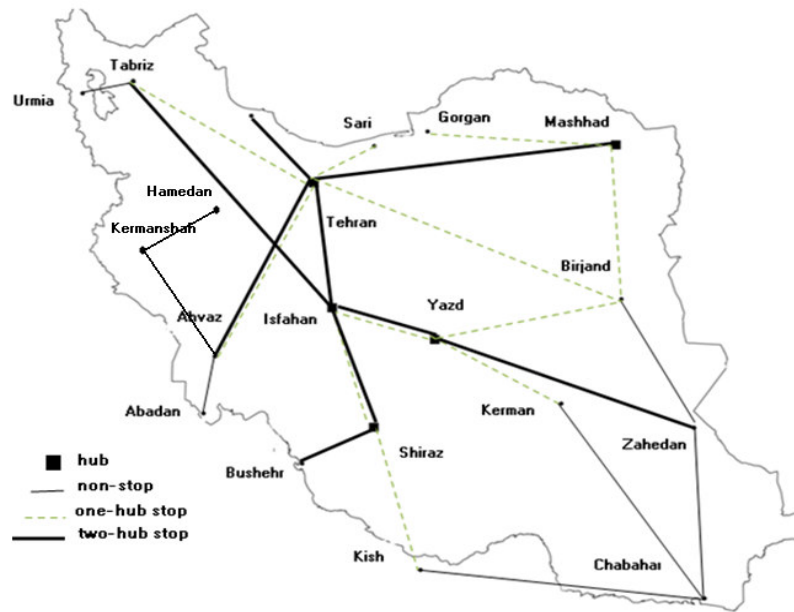 Tabriz
Urmia
Sari
Gorgan
Mashhad
Hamedan
Kermanshah
Tehran
Birjand
Ahvaz
Isfahan
Yazd
Abadan
Kerman
Zahedan
Shiraz
Bushehr
hub
non-stop
one-hub stop
two-hub stop
Kish
Chabahar